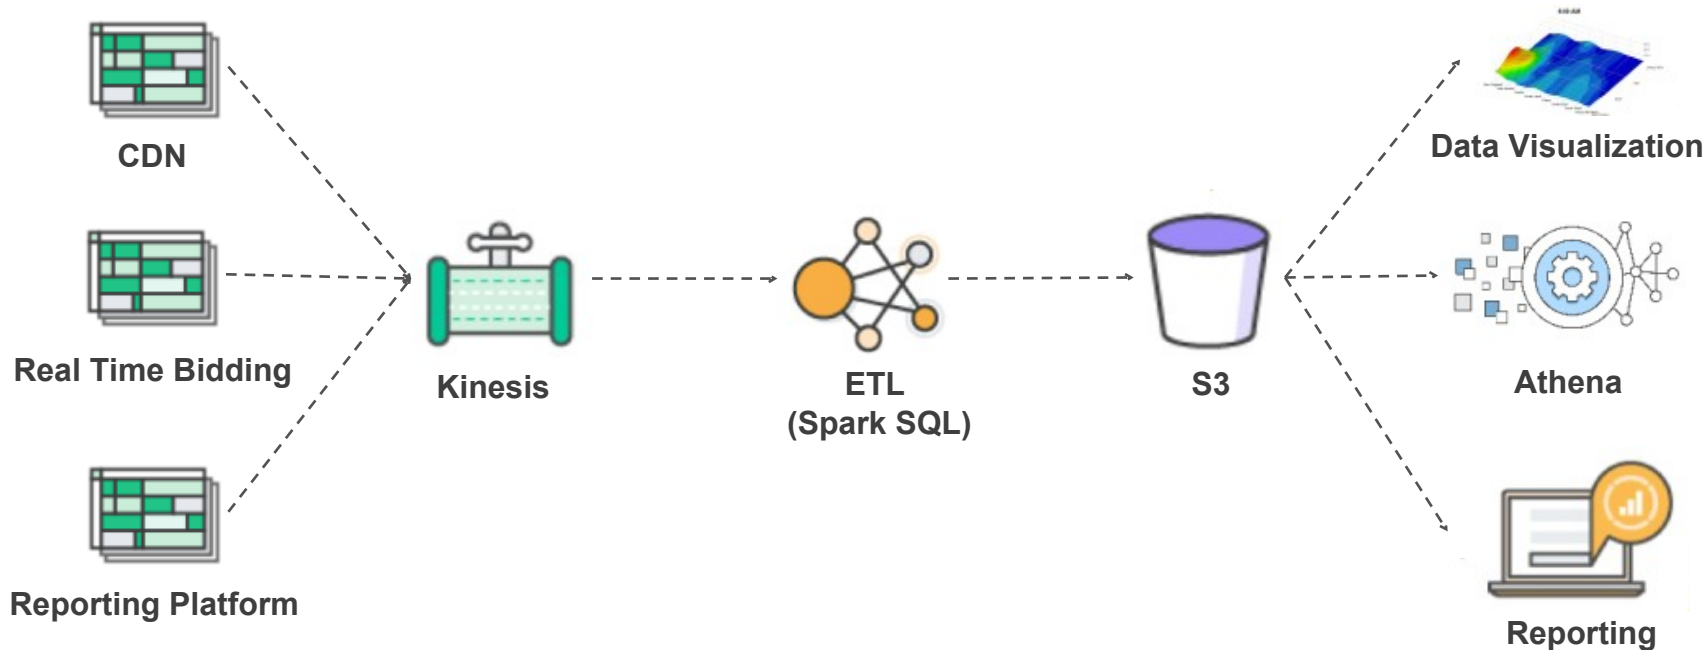 CDN
Real Time Bidding
Reporting Platform
Kinesis
ETL
(Spark SQL)
S3
Data Visualization
Athena
Reporting